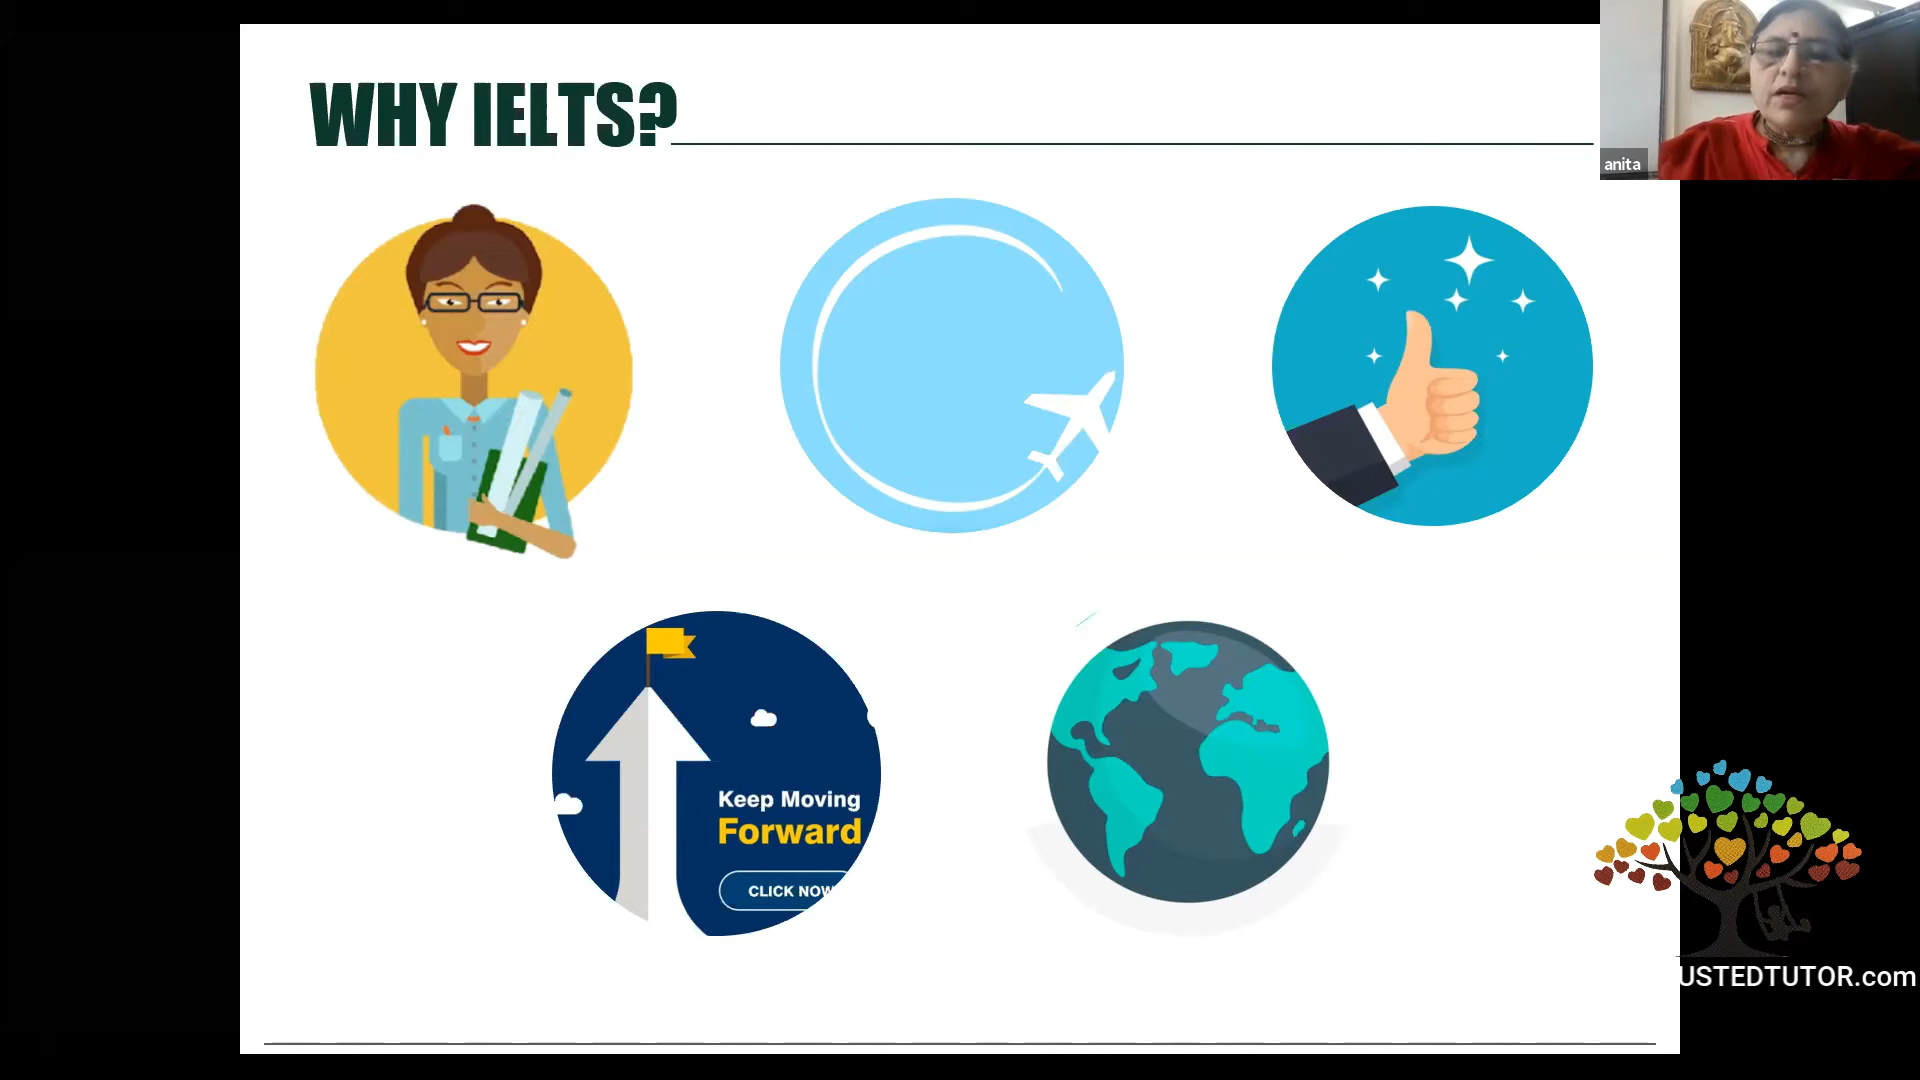 WHY IELTS?
anita
Keep Moving
Forward
CLICK NOW
USTEDTUTOR.com